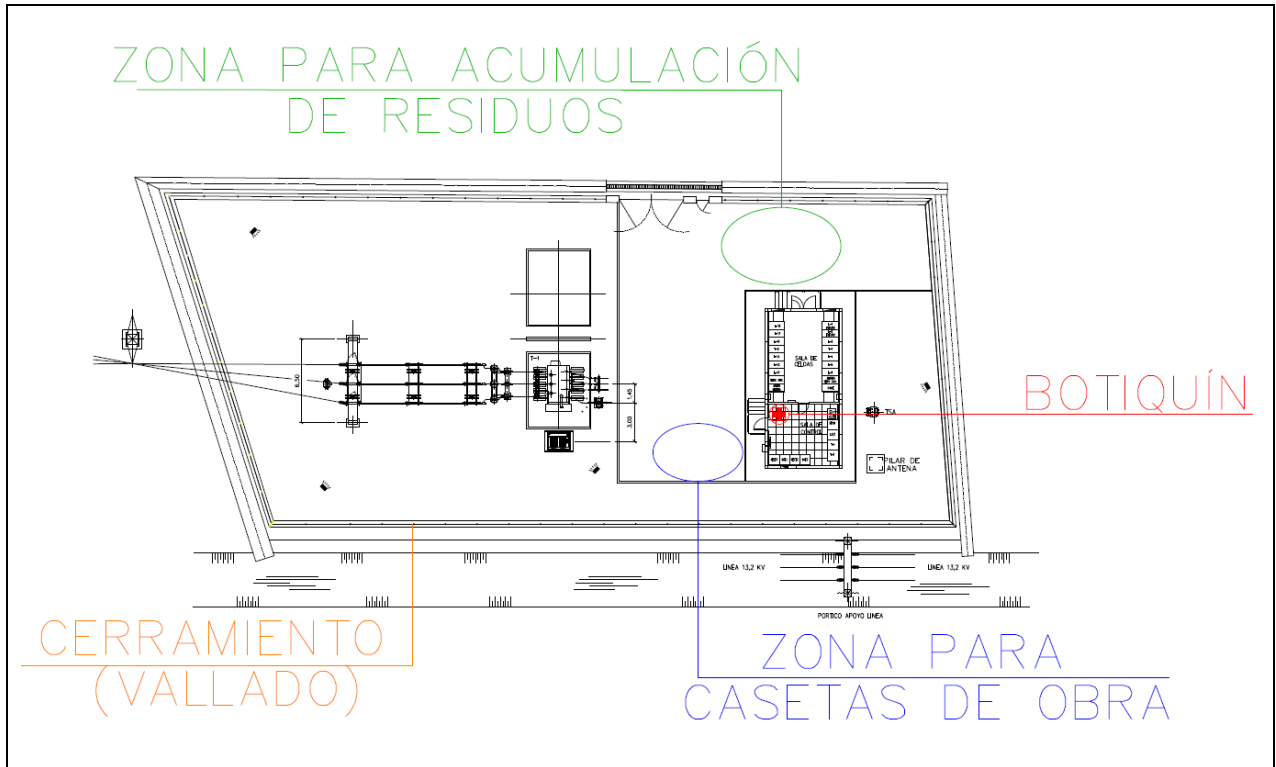 ZONA PARA ACUMULACIÓN
DE RESIDUOS
T-1
6,50
1,45
3,00
SALA DE
CELDAS
SALA DE
CONTROL
TSA
BOTIQUÍN
PILAR DE
ANTENA
LINEA 13,2 KV
LINEA 13,2 KV
PORTICO APOYO LINEA
CERRAMIENTO
(VALLADO)
ZONA PARA
CASETAS DE OBRA